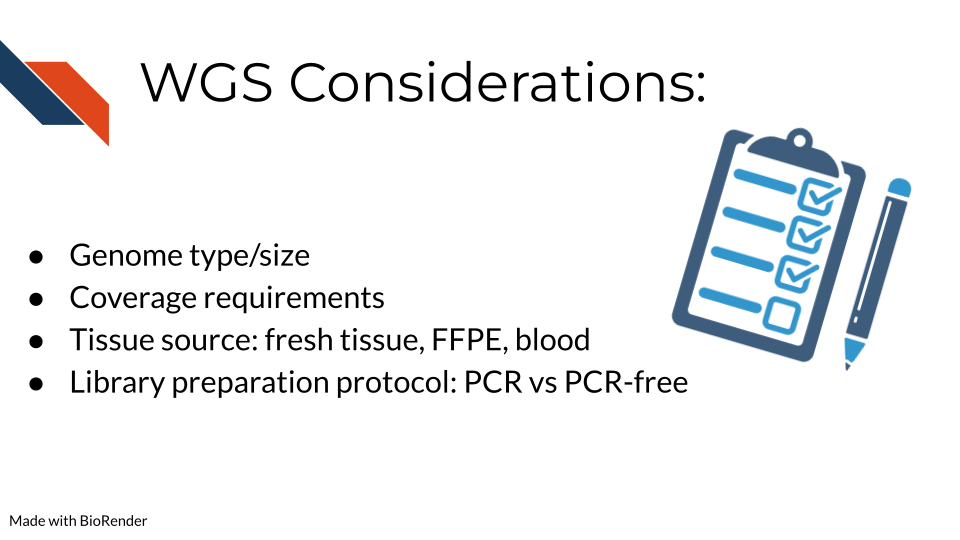 WGS Considerations:
● Genome type/size
● Coverage requirements
● Tissue source: fresh tissue, FFPE, blood
● Library preparation protocol: PCR vs PCR-free
Made with BioRender